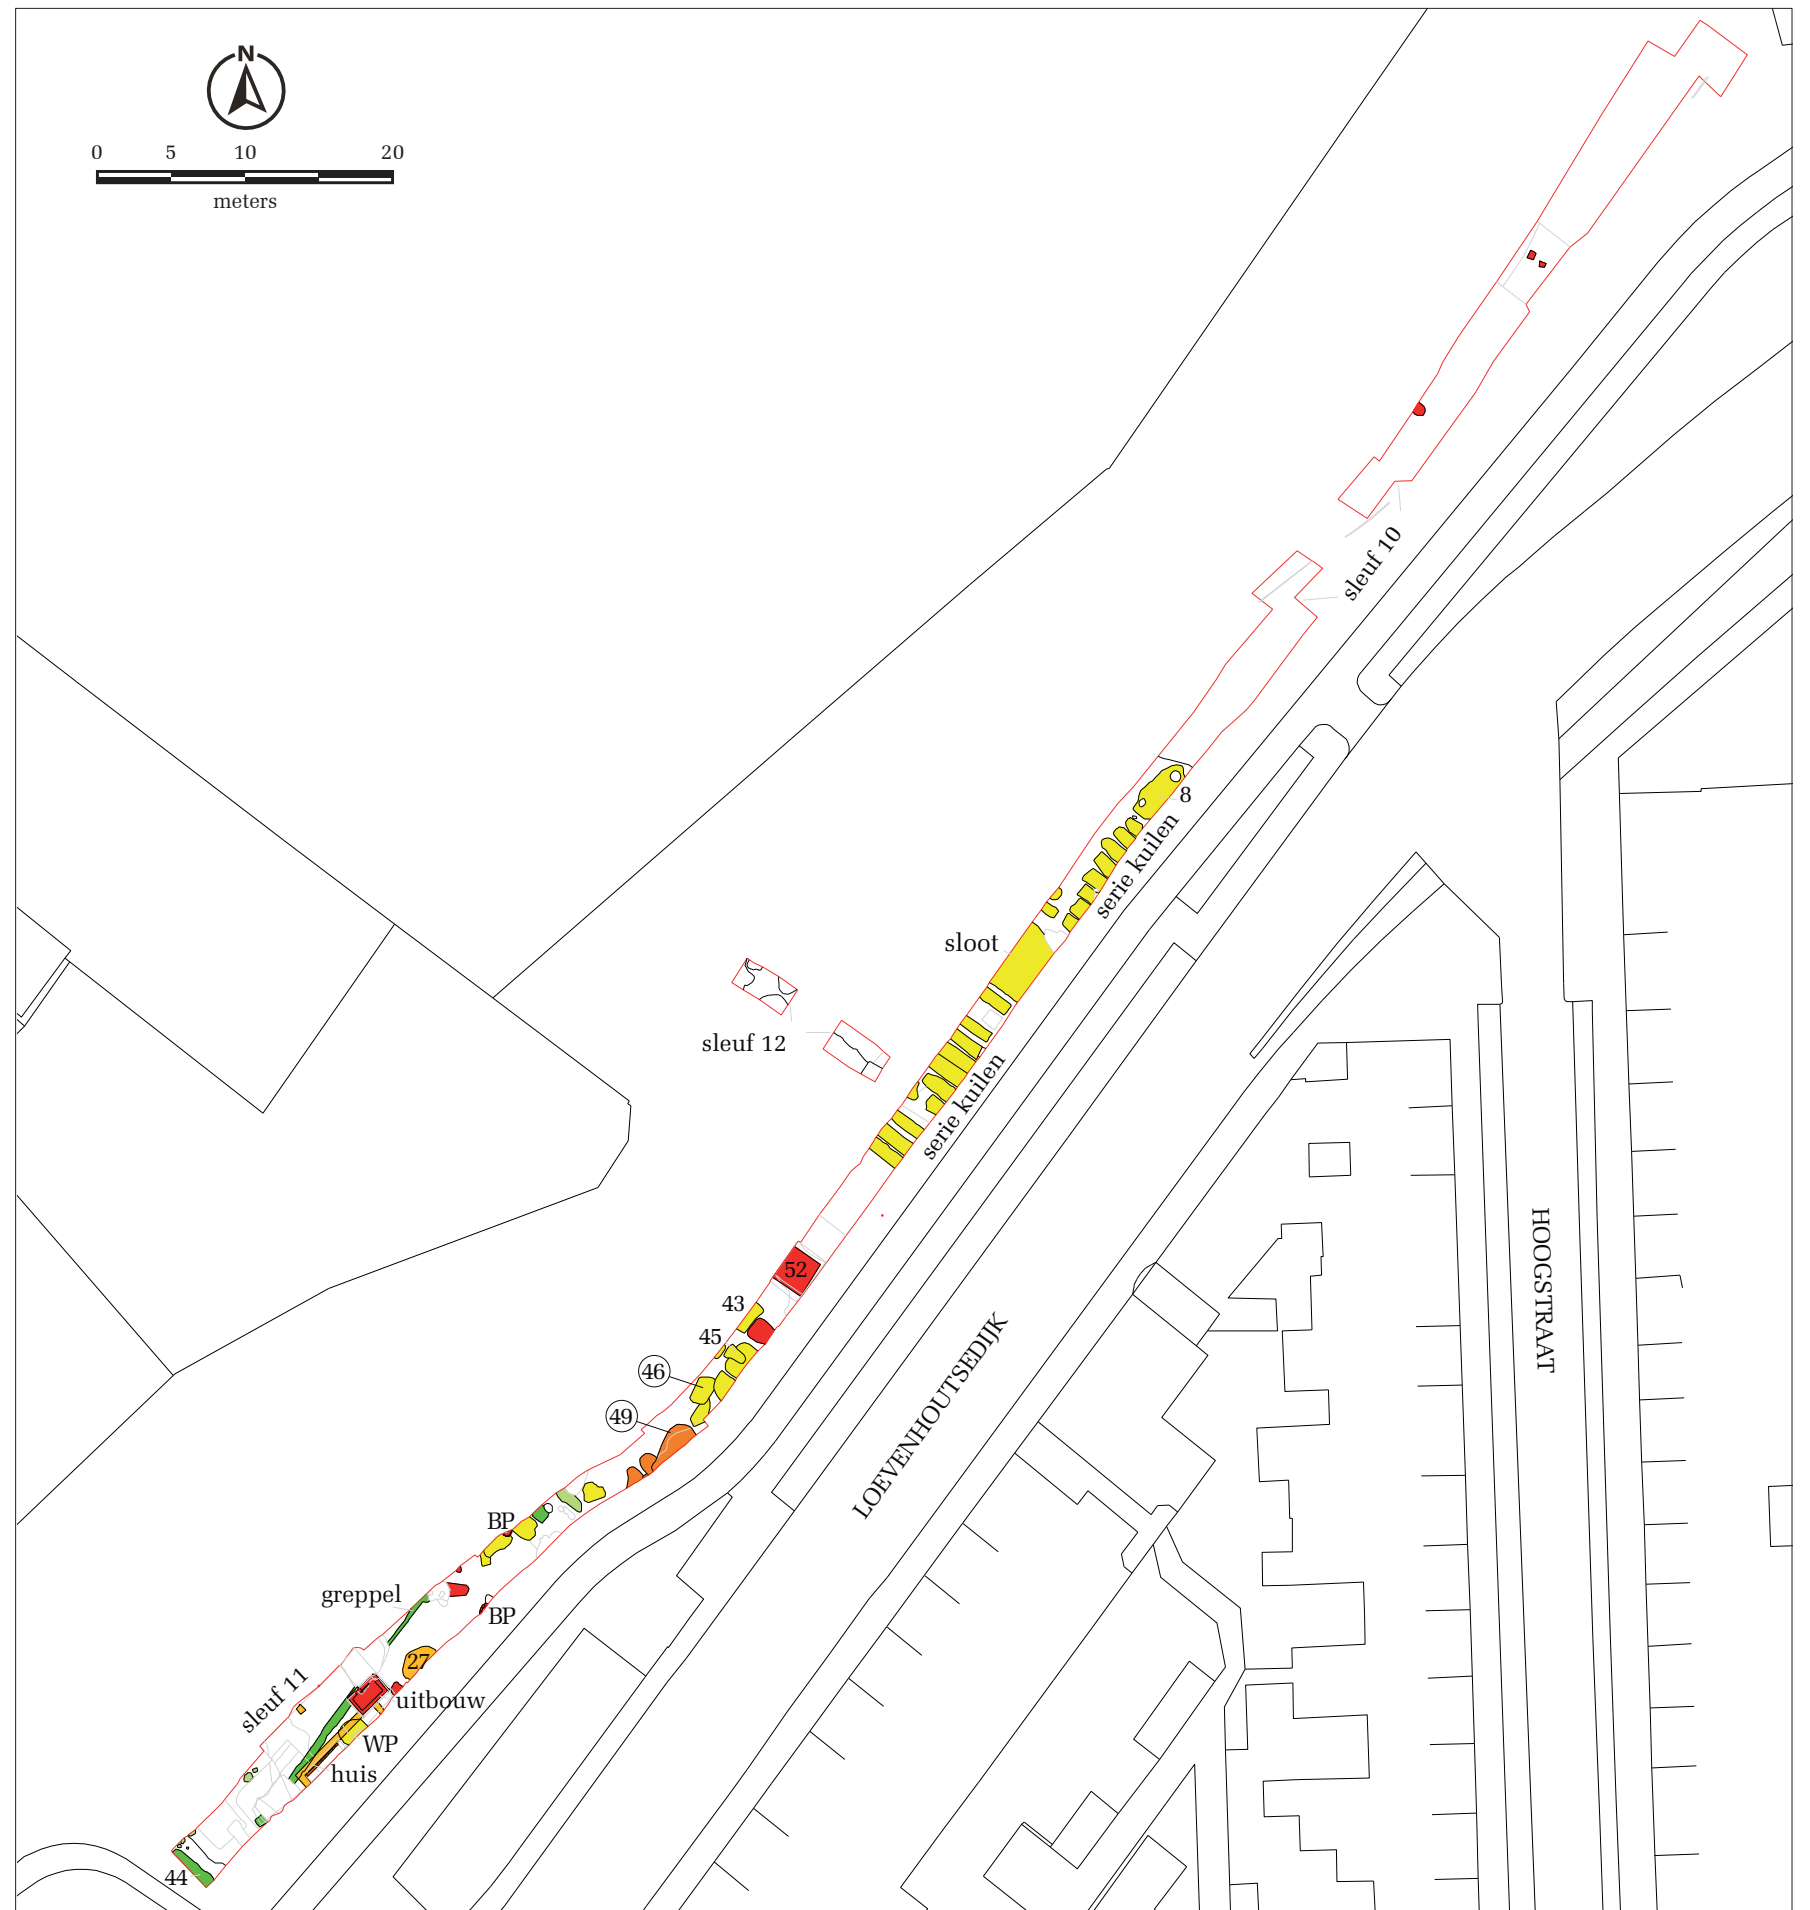 N
0 5 10 20
meters
sleuf 10
8
serie kuilen
sloot
sleuf 12
serie kuilen
52
43
45
46
49
HOOGSTRAAT
LOEVENHOUTSEDIJK
BP
greppel
BP
27
sleuf 11
uitbouw
WP
huis
44